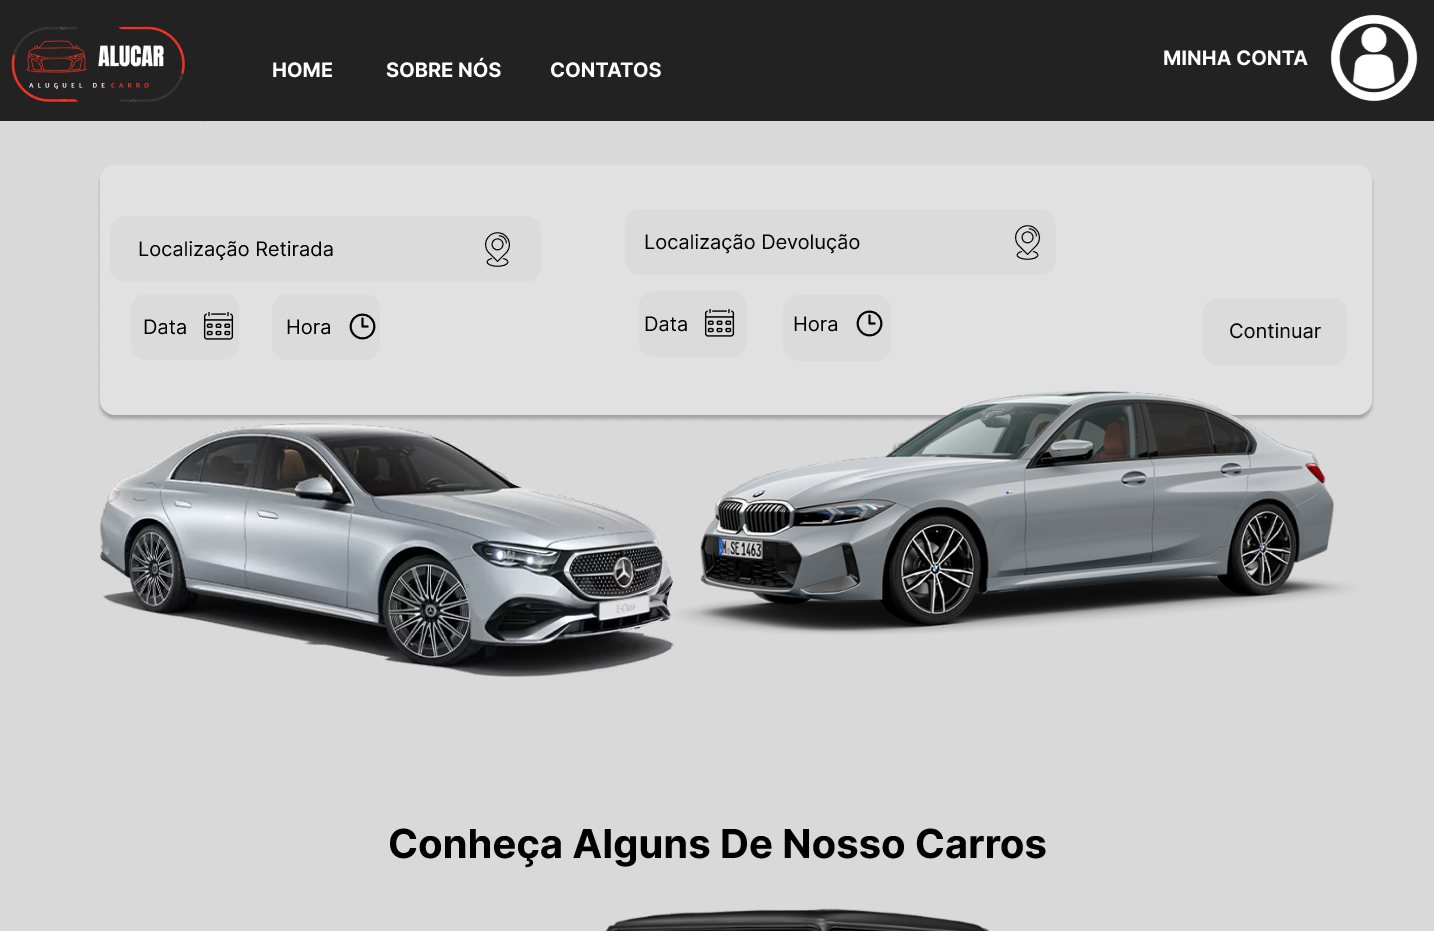 ALUCAR
ALUGUEL DE CARRO
HOME
SOBRE NÓS
CONTATOS
MINHA CONTA
Localização Retirada
Localização Devolução
Data
Hora
Data
Hora
Continuar
M SE 1463
Conheça Alguns De Nosso Carros